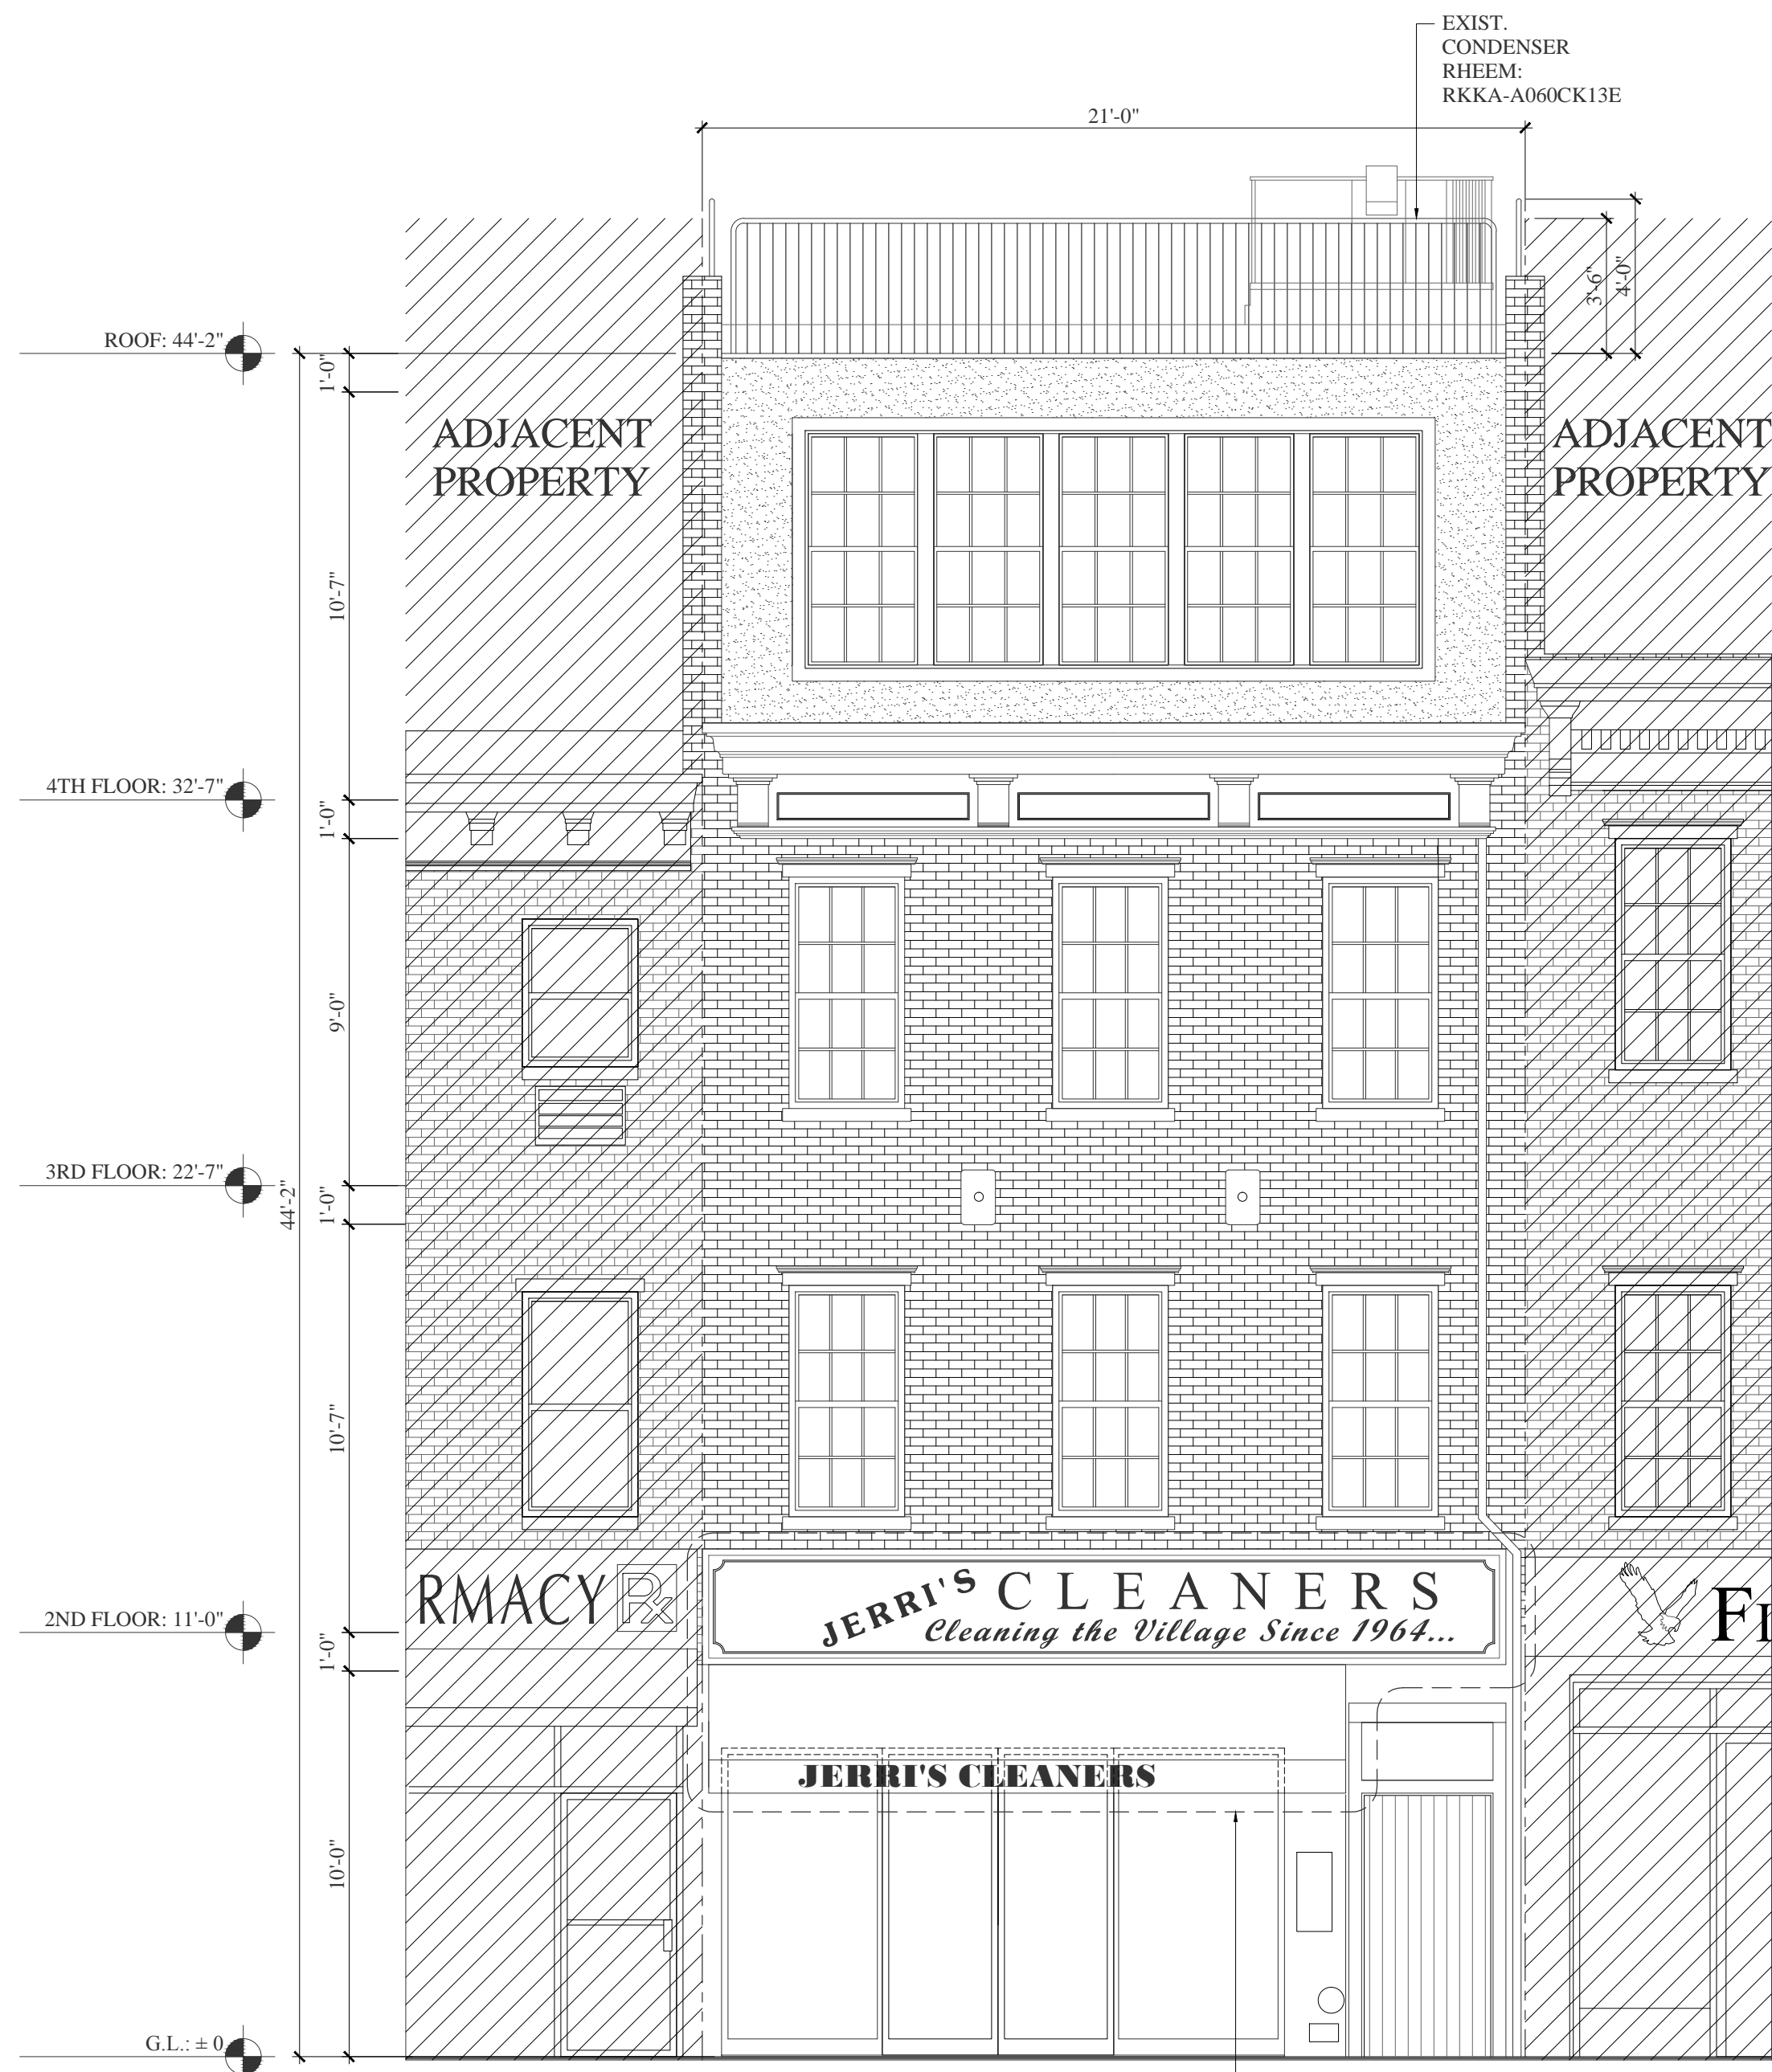 EXIST.
CONDENSER
RHEEM:
RKKA-A060CK13E
21'-0"
3'-6"
4'-0"
ROOF: 44'-2"
1'-0"
ADJACENT
PROPERTY
ADJACENT
PROPERTY
10'-7"
4TH FLOOR: 32'-7"
1'-0"
9'-0"
3RD FLOOR: 22'-7"
44'-2"
1'-0"
10'-7"
RMACY Rx
JERRI'S CLEANERS
Cleaning the Village Since 1964...
FI
2ND FLOOR: 11'-0"
1'-0"
JERRI'S CLEANERS
10'-0"
G.L.: ± 0